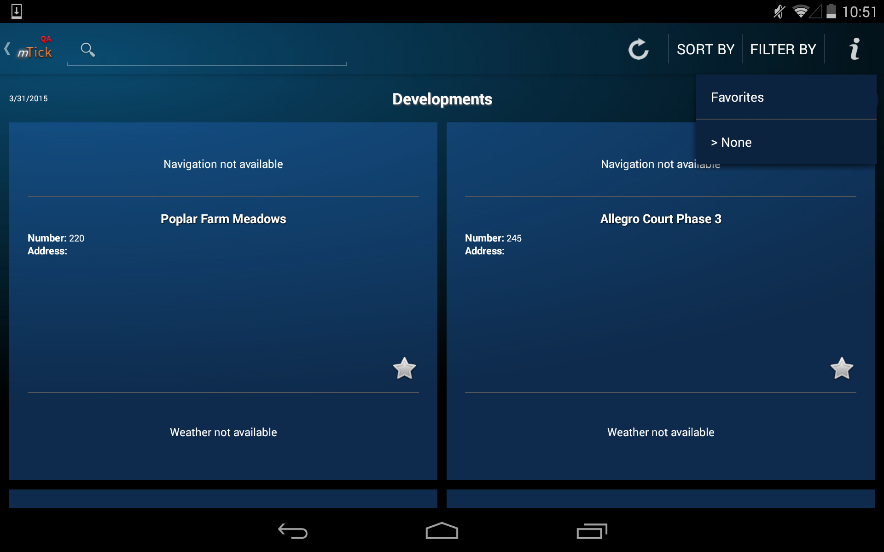 10:51
QA
mTick
SORT BY
FILTER BY
i
3/31/2015
Developments
Favorites
> None
Navigation not available
Poplar Farm Meadows
Number: 220
Address:
Weather not available
Navigation not available
Allegro Court Phase 3
Number: 245
Address:
Weather not available